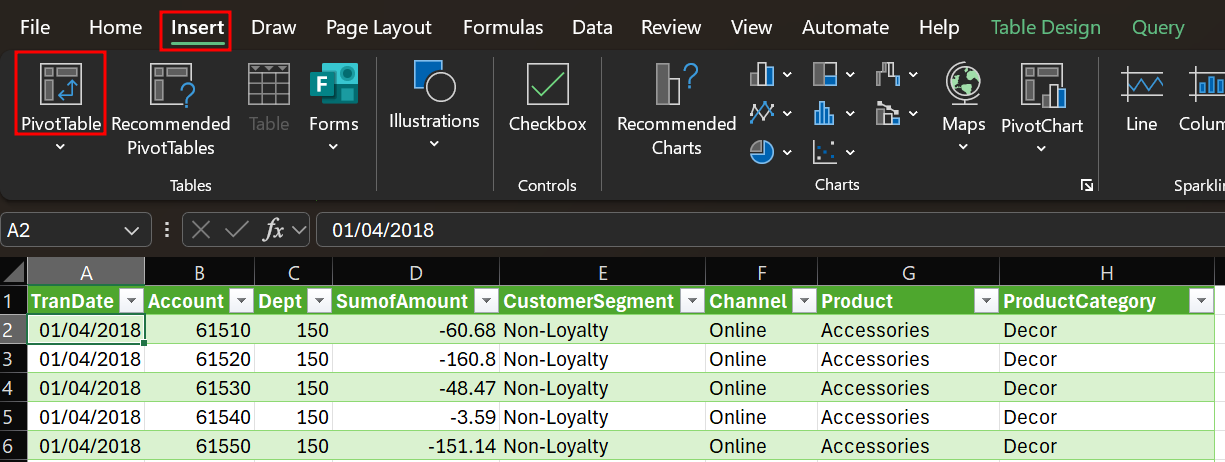 File Home Insert Draw Page Layout Formulas Data Review View Automate Help Table Design Query
PivotTable Recommended PivotTables Table Forms Illustrations Checkbox Recommended Charts Maps PivotChart Line
Tables Controls Charts
A2 fx 01/04/2018
A B C D E F G H
1 TranDate Account Dept SumofAmount CustomerSegment Channel Product ProductCategory
2 01/04/2018 61510 150 -60.68 Non-Loyalty Online Accessories Decor
3 01/04/2018 61520 150 -160.8 Non-Loyalty Online Accessories Decor
4 01/04/2018 61530 150 -48.47 Non-Loyalty Online Accessories Decor
5 01/04/2018 61540 150 -3.59 Non-Loyalty Online Accessories Decor
6 01/04/2018 61550 150 -151.14 Non-Loyalty Online Accessories Decor